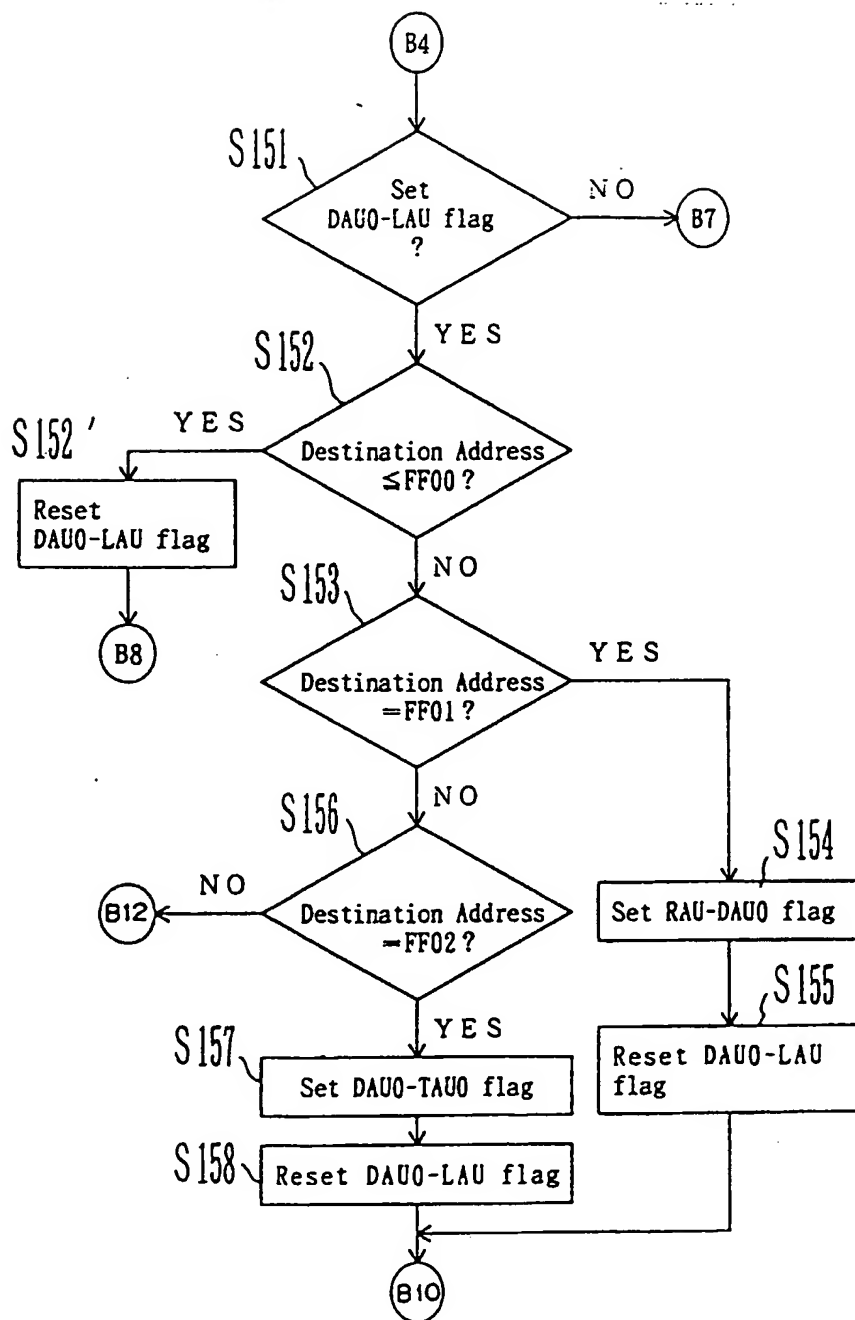 B4
S151
Set
DAU0-LAU flag
?
NO
B7
YES
S152
Destination Address
≦FF00?
YES
S152'
Reset
DAU0-LAU flag
B8
NO
S153
Destination Address
=FF01?
YES
NO
S156
Destination Address
=FF02?
NO
B12
S154
Set RAU-DAU0 flag
S155
Reset DAU0-LAU
flag
YES
S157
Set DAU0-TAU0 flag
S158
Reset DAU0-LAU flag
B10